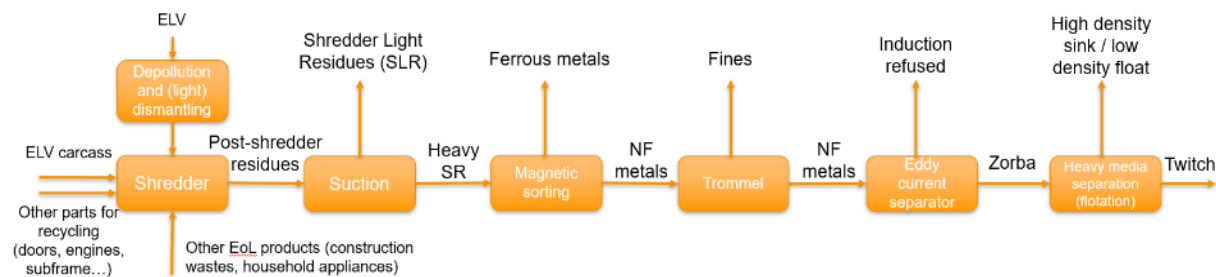 ELV
Depollution
and (light)
dismantling
ELV carcass
Other parts for
recycling
(doors, engines,
subframe...)
Shredder
Other EoL products (construction
wastes, household appliances)
Post-shredder
residues
Shredder Light
Residues (SLR)
Suction
Heavy
SR
Ferrous metals
Magnetic
sorting
NF
metals
Fines
Trommel
NF
metals
Induction
refused
Eddy
current
separator
Zorba
High density
sink / low
density float
Heavy media
separation
(flotation)
Twitch